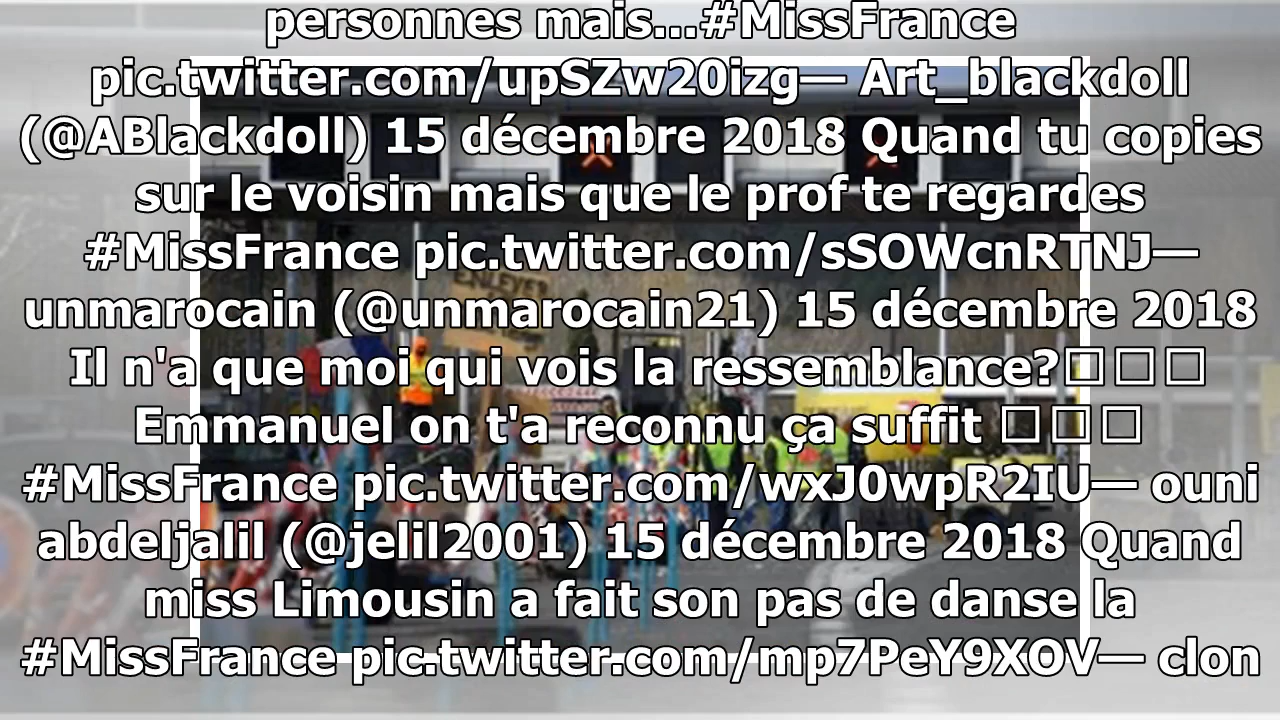 personnes mais...#MissFrance
pic.twitter.com/upSZw20izg— Art_blackdoll
(@ABlackdoll) 15 décembre 2018 Quand tu copies
sur le voisin mais que le prof te regardes
#MissFrance pic.twitter.com/sSOWcnRTNJ—
unmarocain (@unmarocain21) 15 décembre 2018
Il n'a que moi qui vois la ressemblance?□□□
Emmanuel on t'a reconnu ça suffit □□□
#MissFrance pic.twitter.com/wxJ0wpR2IU— ouni
abdeljalil (@jelil2001) 15 décembre 2018 Quand
miss Limousin a fait son pas de danse la
#MissFrance pic.twitter.com/mp7PeY9XOV— clon
ENLEVER